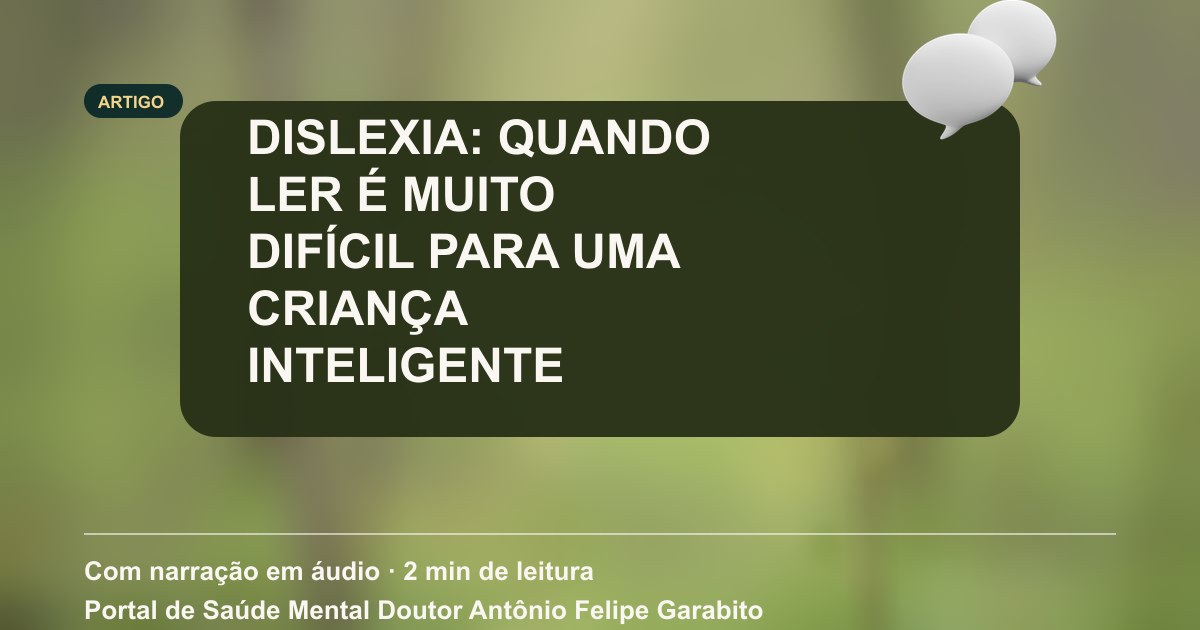 ARTIGO
DISLEXIA: QUANDO
LER É MUITO
DIFÍCIL PARA UMA
CRIANÇA
INTELIGENTE
Com narração em áudio · 2 min de leitura
Portal de Saúde Mental Doutor Antônio Felipe Garabito